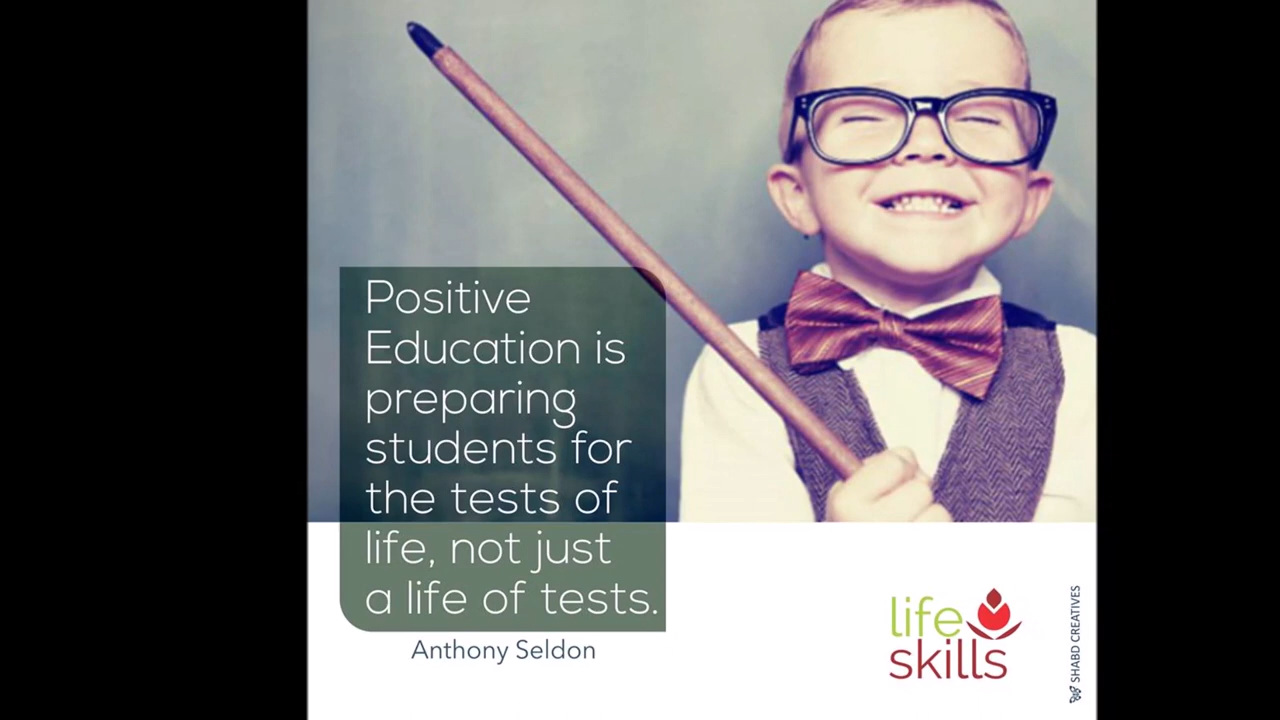 Positive
Education is
preparing
students for
the tests of
life, not just
a life of tests.
Anthony Seldon
life
skills
SHABD CREATIVES